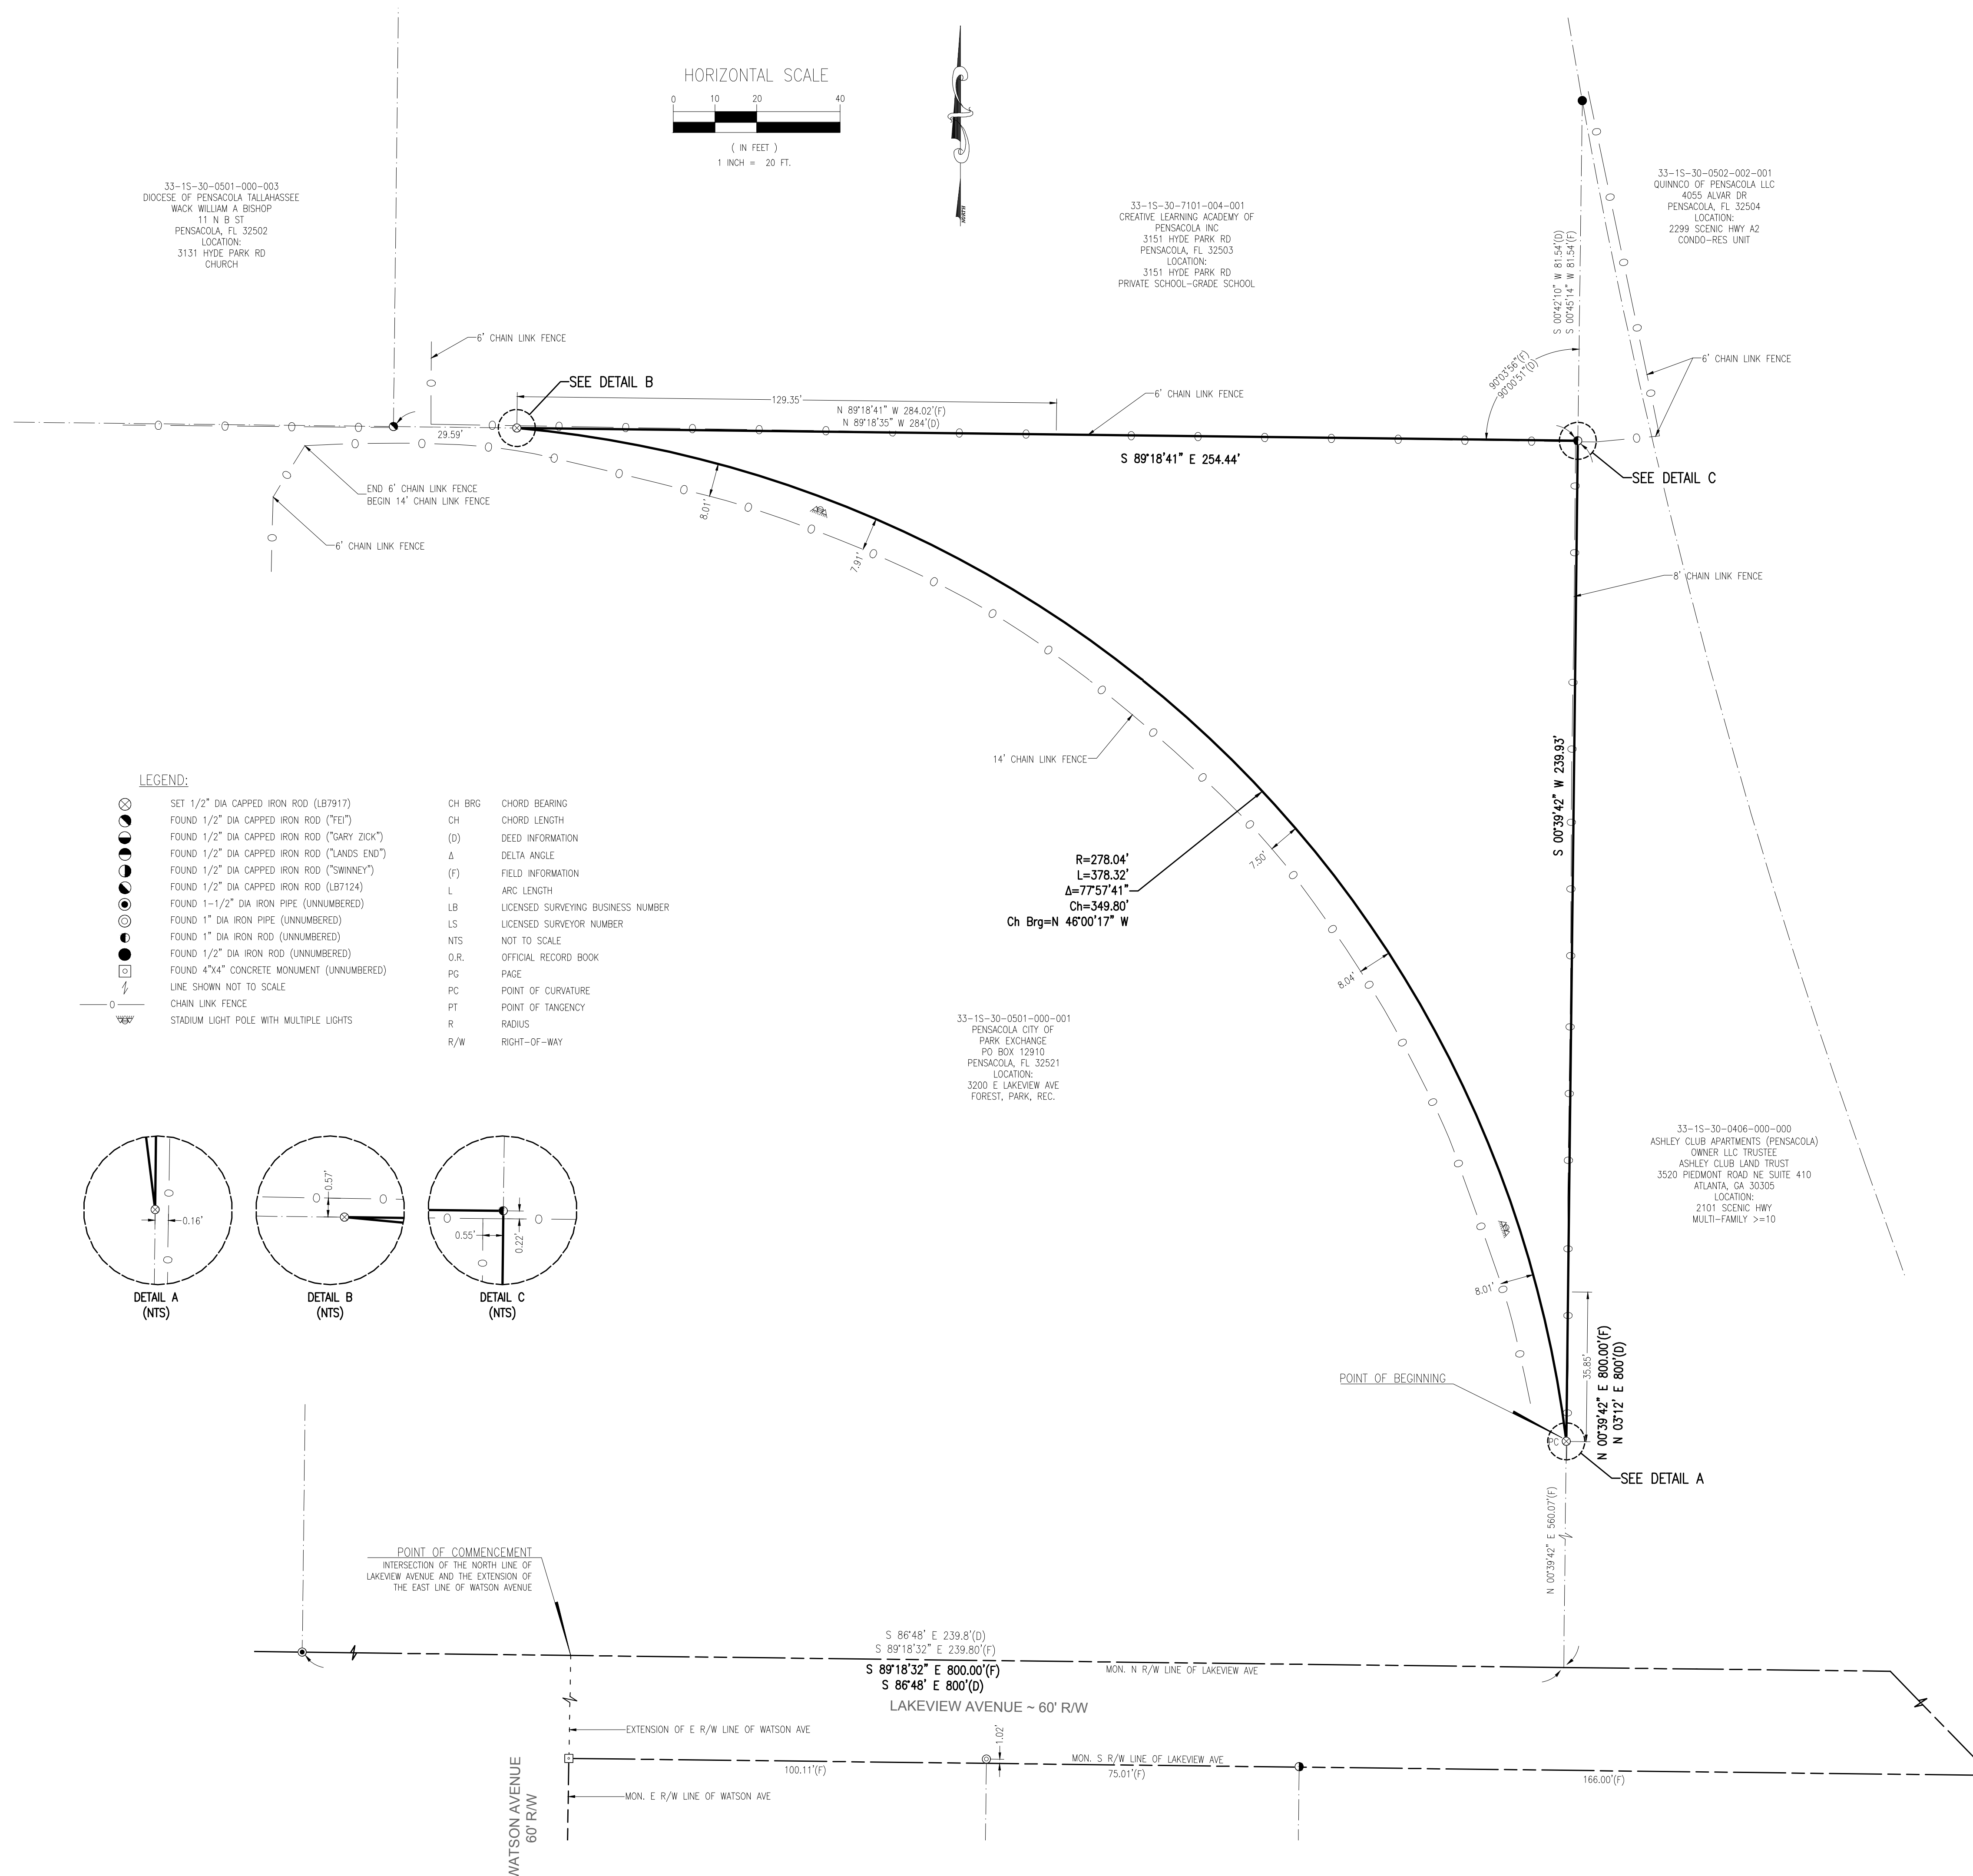 HORIZONTAL SCALE
0 10 20 40
( IN FEET )
1 INCH = 20 FT.
NORTH
33-1S-30-0501-000-003
DIOCESE OF PENSACOLA TALLAHASSEE
WACK WILLIAM A BISHOP
11 N B ST
PENSACOLA, FL 32502
LOCATION:
3131 HYDE PARK RD
CHURCH
33-1S-30-7101-004-001
CREATIVE LEARNING ACADEMY OF
PENSACOLA INC
3151 HYDE PARK RD
PENSACOLA, FL 32503
LOCATION:
3151 HYDE PARK RD
PRIVATE SCHOOL-GRADE SCHOOL
33-1S-30-0502-002-001
QUINNCO OF PENSACOLA LLC
4055 ALVAR DR
PENSACOLA, FL 32504
LOCATION:
2299 SCENIC HWY A2
CONDO-RES UNIT
S 00°42'10" W 81.54'(D)
S 00°45'14" W 81.54'(F)
90°03'56"(F)
90°00'51"(D)
6' CHAIN LINK FENCE
6' CHAIN LINK FENCE
SEE DETAIL B
129.35'
6' CHAIN LINK FENCE
N 89°18'41" W 284.02'(F)
N 89°18'35" W 284'(D)
29.59'
S 89°18'41" E 254.44'
SEE DETAIL C
END 6' CHAIN LINK FENCE
BEGIN 14' CHAIN LINK FENCE
6' CHAIN LINK FENCE
8.01'
7.91'
8' CHAIN LINK FENCE
14' CHAIN LINK FENCE
S 00°39'42" W 239.93'
R=278.04'
L=378.32'
Δ=77°57'41"
Ch=349.80'
Ch Brg=N 46°00'17" W
7.50'
8.04'
8.01'
LEGEND:
SET 1/2" DIA CAPPED IRON ROD (LB7917)
FOUND 1/2" DIA CAPPED IRON ROD ("FEI")
FOUND 1/2" DIA CAPPED IRON ROD ("GARY ZICK")
FOUND 1/2" DIA CAPPED IRON ROD ("LANDS END")
FOUND 1/2" DIA CAPPED IRON ROD ("SWINNEY")
FOUND 1/2" DIA CAPPED IRON ROD (LB7124)
FOUND 1-1/2" DIA IRON PIPE (UNNUMBERED)
FOUND 1" DIA IRON PIPE (UNNUMBERED)
FOUND 1" DIA IRON ROD (UNNUMBERED)
FOUND 1/2" DIA IRON ROD (UNNUMBERED)
FOUND 4"X4" CONCRETE MONUMENT (UNNUMBERED)
LINE SHOWN NOT TO SCALE
CHAIN LINK FENCE
STADIUM LIGHT POLE WITH MULTIPLE LIGHTS
CH BRG CHORD BEARING
CH CHORD LENGTH
(D) DEED INFORMATION
Δ DELTA ANGLE
(F) FIELD INFORMATION
L ARC LENGTH
LB LICENSED SURVEYING BUSINESS NUMBER
LS LICENSED SURVEYOR NUMBER
NTS NOT TO SCALE
O.R. OFFICIAL RECORD BOOK
PG PAGE
PC POINT OF CURVATURE
PT POINT OF TANGENCY
R RADIUS
R/W RIGHT-OF-WAY
33-1S-30-0501-000-001
PENSACOLA CITY OF
PARK EXCHANGE
PO BOX 12910
PENSACOLA, FL 32521
LOCATION:
3200 E LAKEVIEW AVE
FOREST, PARK, REC.
33-1S-30-0406-000-000
ASHLEY CLUB APARTMENTS (PENSACOLA)
OWNER LLC TRUSTEE
ASHLEY CLUB LAND TRUST
3520 PIEDMONT ROAD NE SUITE 410
ATLANTA, GA 30305
LOCATION:
2101 SCENIC HWY
MULTI-FAMILY >=10
0.16'
DETAIL A
(NTS)
0.57'
DETAIL B
(NTS)
0.55'
0.22'
DETAIL C
(NTS)
35.85'
N 00°39'42" E 800.00'(F)
N 03°12' E 800'(D)
POINT OF BEGINNING
PC
SEE DETAIL A
N 00°39'42" E 560.07'(F)
POINT OF COMMENCEMENT
INTERSECTION OF THE NORTH LINE OF
LAKEVIEW AVENUE AND THE EXTENSION OF
THE EAST LINE OF WATSON AVENUE
S 86°48' E 239.8'(D)
S 89°18'32" E 239.80'(F)
S 89°18'32" E 800.00'(F)
S 86°48' E 800'(D)
MON. N R/W LINE OF LAKEVIEW AVE
LAKEVIEW AVENUE ~ 60' R/W
EXTENSION OF E R/W LINE OF WATSON AVE
1.02'
MON. S R/W LINE OF LAKEVIEW AVE
100.11'(F)
75.01'(F)
166.00'(F)
MON. E R/W LINE OF WATSON AVE
WATSON AVENUE
60' R/W